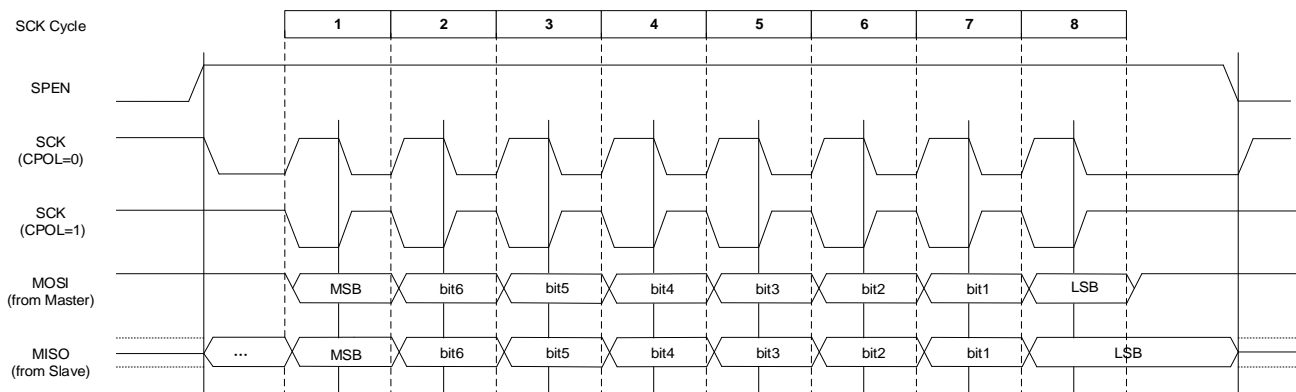 SCK Cycle 1 2 3 4 5 6 7 8
SPEN
SCK
(CPOL=0)
SCK
(CPOL=1)
MOSI
(from Master)
MSB bit6 bit5 bit4 bit3 bit2 bit1 LSB
MISO
(from Slave)
... MSB bit6 bit5 bit4 bit3 bit2 bit1 LSB